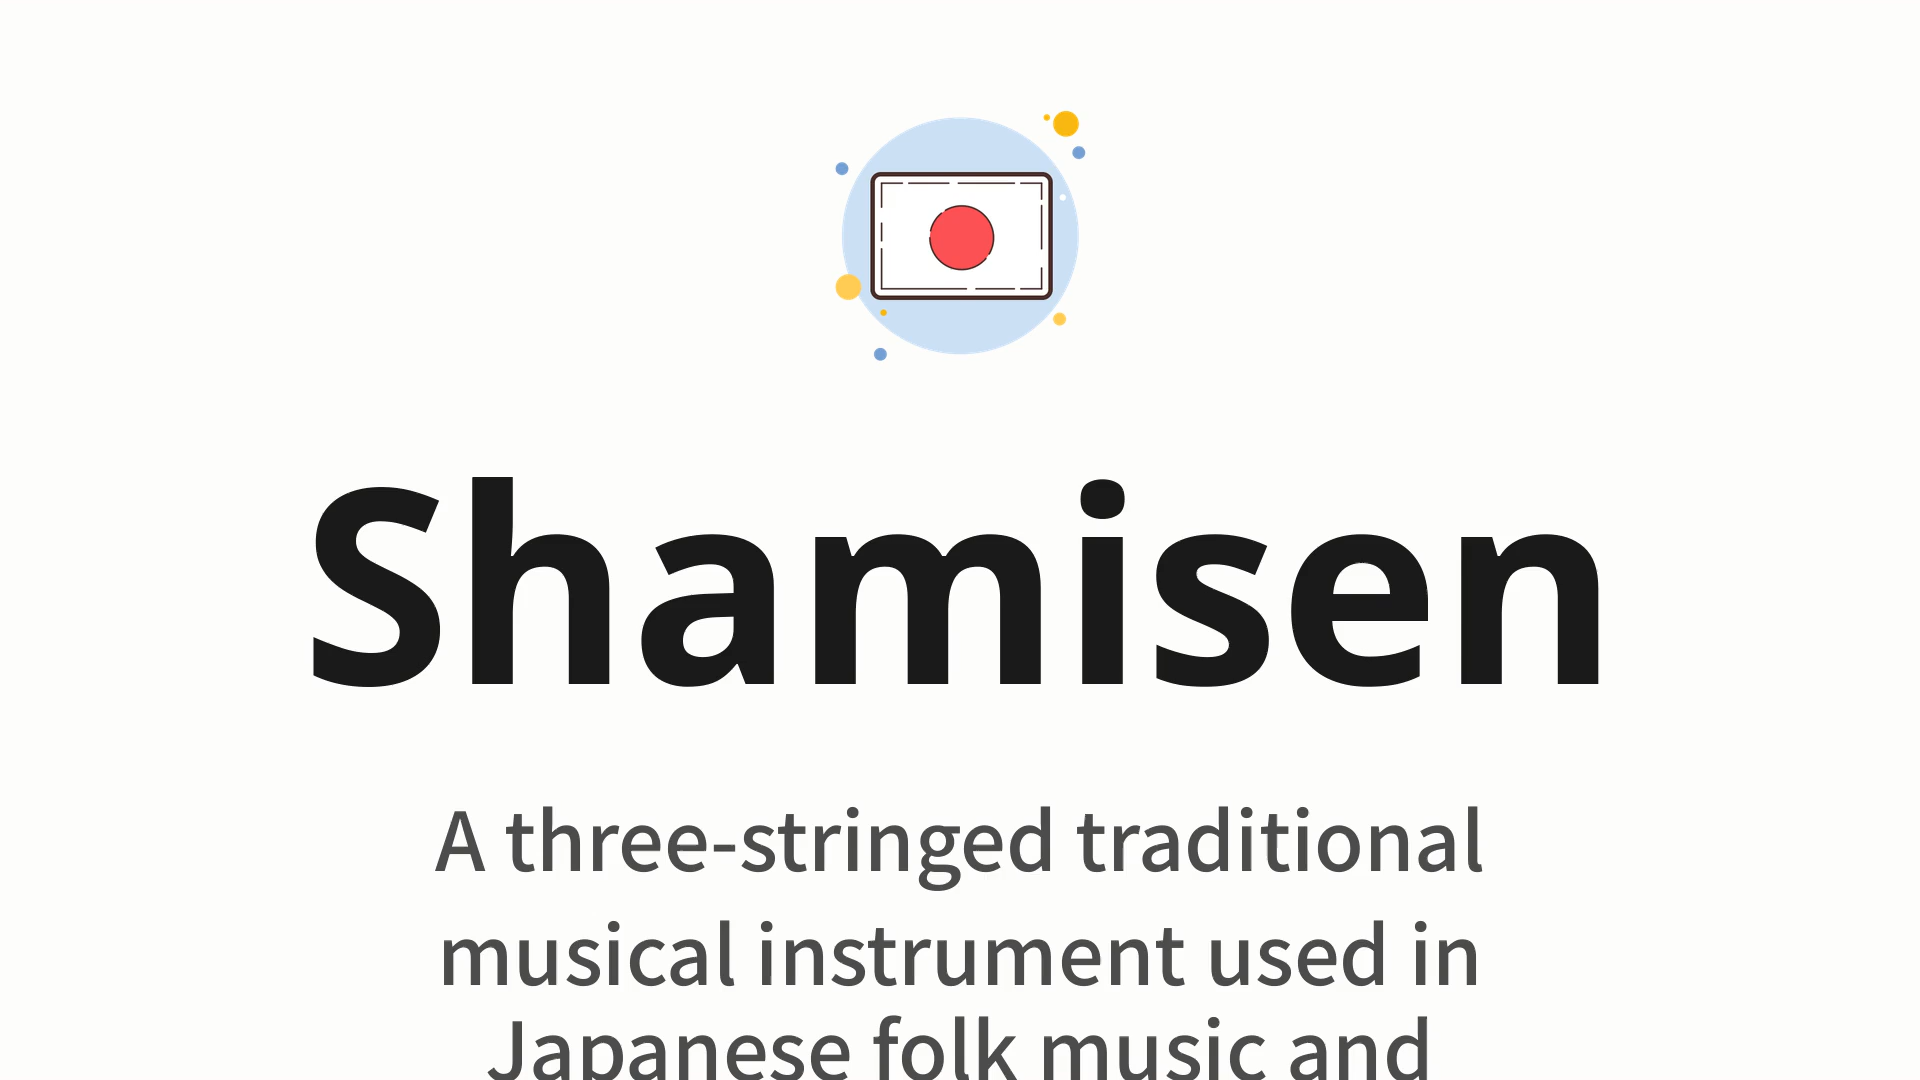 Shamisen
A three-stringed traditional
musical instrument used in
Japanese folk music and